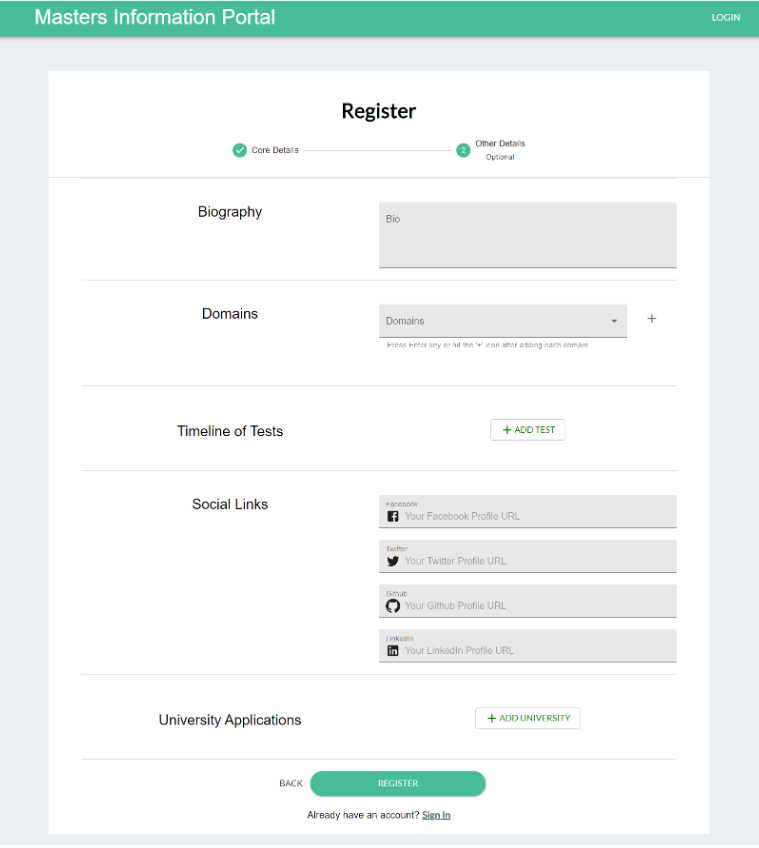 Masters Information Portal
LOGIN
Register
Core Details
2
Other Details
Optional
Biography
Bio
Domains
Domains
+
Press Enter key or hit the '+' icon after adding each domain
Timeline of Tests
+ ADD TEST
Social Links
Facebook
Your Facebook Profile URL
Twitter
Your Twitter Profile URL
Github
Your Github Profile URL
LinkedIn
Your LinkedIn Profile URL
University Applications
+ ADD UNIVERSITY
BACK
REGISTER
Already have an account? Sign In